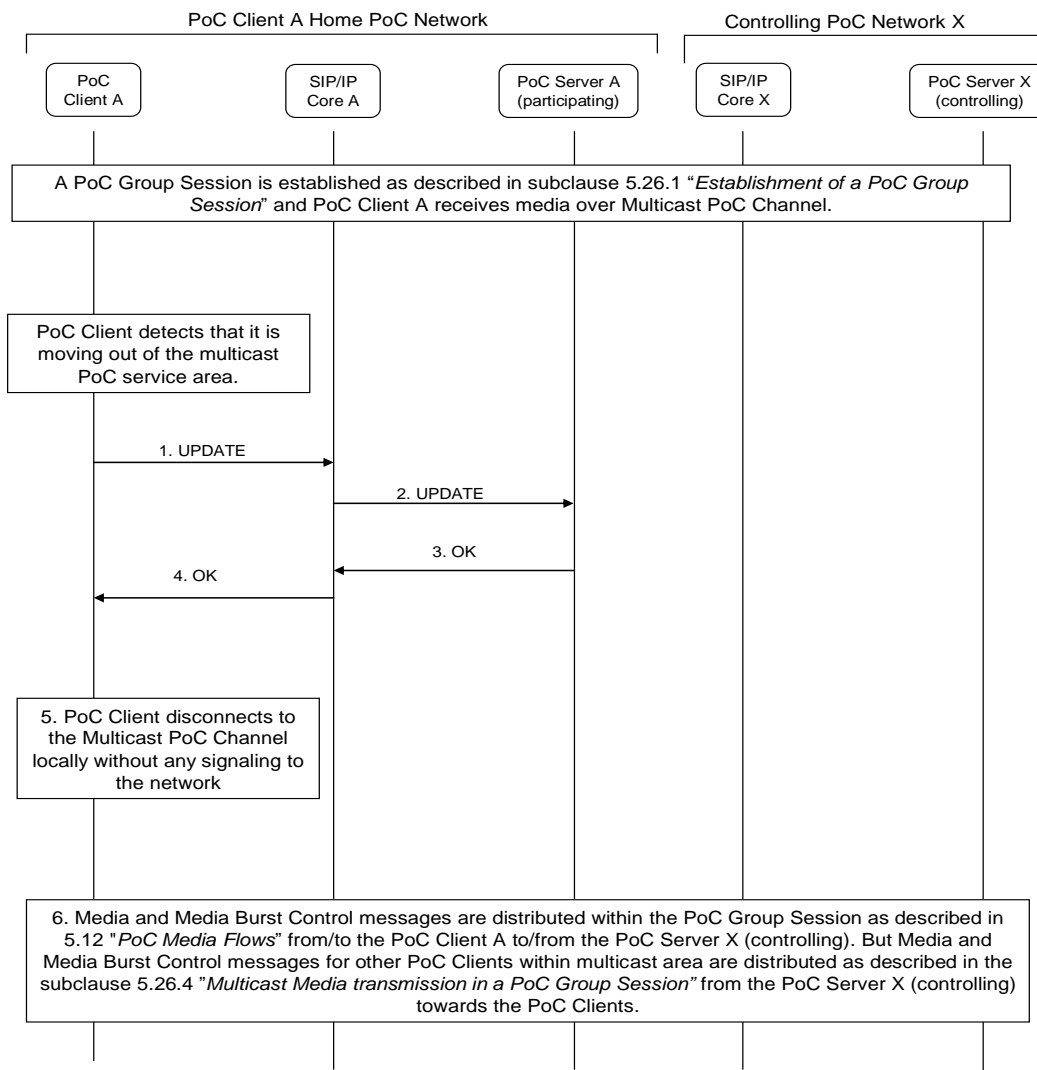 PoC Client A Home PoC Network
Controlling PoC Network X
PoC
Client A
SIP/IP
Core A
PoC Server A
(participating)
SIP/IP
Core X
PoC Server X
(controlling)
A PoC Group Session is established as described in subclause 5.26.1 “Establishment of a PoC Group
Session” and PoC Client A receives media over Multicast PoC Channel.
PoC Client detects that it is
moving out of the multicast
PoC service area.
1. UPDATE
2. UPDATE
3. OK
4. OK
5. PoC Client disconnects to
the Multicast PoC Channel
locally without any signaling to
the network
6. Media and Media Burst Control messages are distributed within the PoC Group Session as described in
5.12 "PoC Media Flows” from/to the PoC Client A to/from the PoC Server X (controlling). But Media and
Media Burst Control messages for other PoC Clients within multicast area are distributed as described in the
subclause 5.26.4 ”Multicast Media transmission in a PoC Group Session” from the PoC Server X (controlling)
towards the PoC Clients.